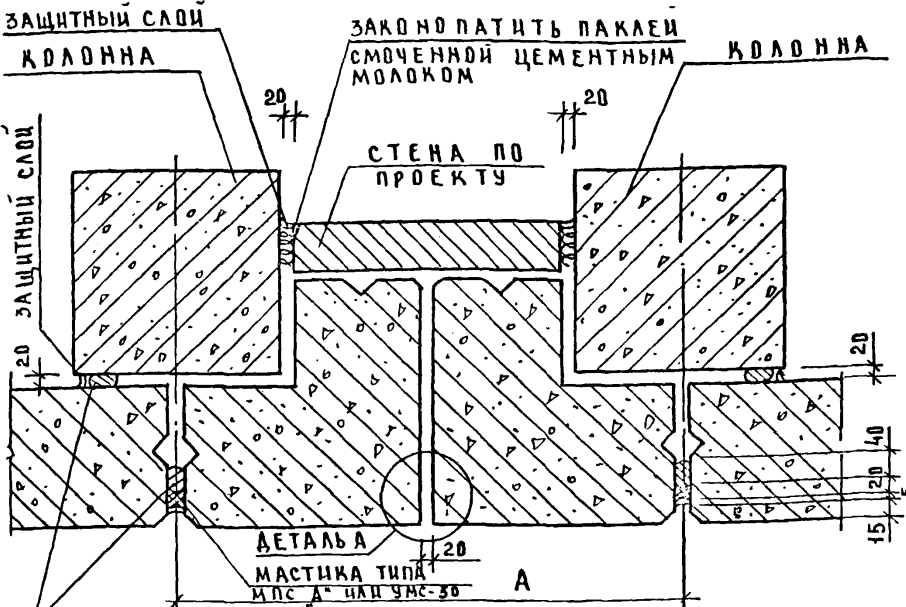 ЗАЩИТНЫЙ СЛОЙ
КОЛОННА
ЗАКОНОПАТИТЬ ПАКЛЕЙ
СМОЧЕННОЙ ЦЕМЕНТНЫМ
МОЛОКОМ
КОЛОННА
20
20
СТЕНА ПО
ПРОЕКТУ
ЗАЩИТНЫЙ СЛОЙ
20
20
40
20
15
ДЕТАЛЬ А
20
МАСТИКА ТИПА
МПС „А" ИЛИ УМС-50
А